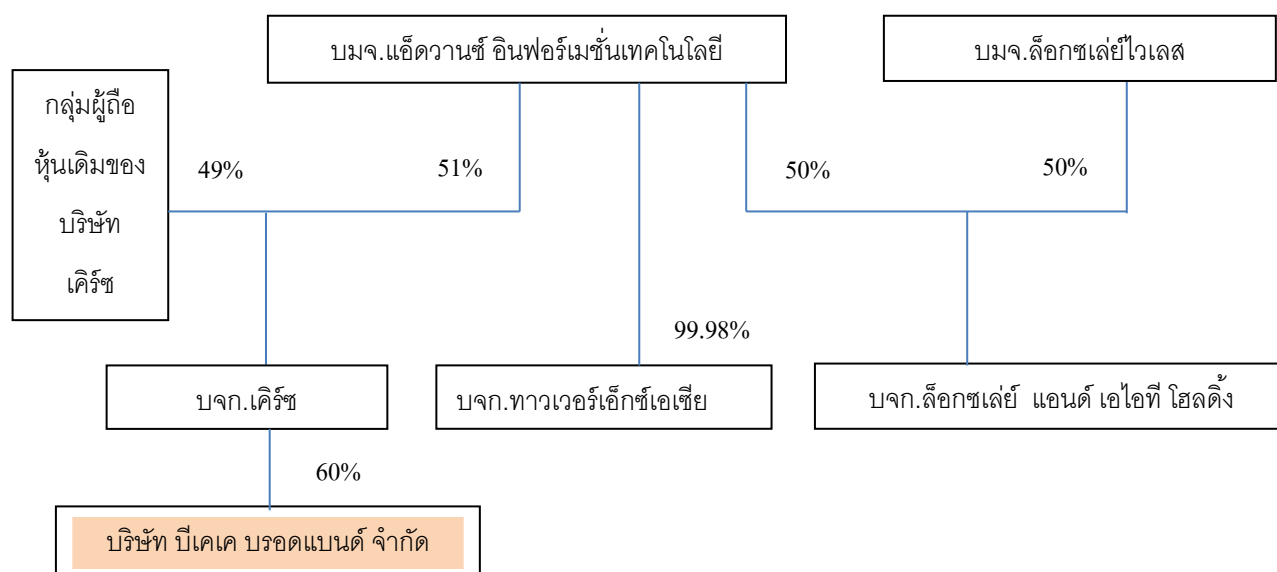 บมจ.แอ็ดวานซ์ อินฟอร์เมชั่นเทคโนโลยี
บมจ.ล็อกซเล่ย์ไวเลส
กลุ่มผู้ถือ
หุ้นเดิมของ
บริษัท
เคิร์ซ
49%
51%
50%
50%
99.98%
บจก.เคิร์ซ
บจก.ทาวเวอร์เอ็กซ์เอเซีย
บจก.ล็อกซเล่ย์ แอนด์ เอไอที โฮลดิ้ง
60%
บริษัท บีเคเค บรอดแบนด์ จำกัด